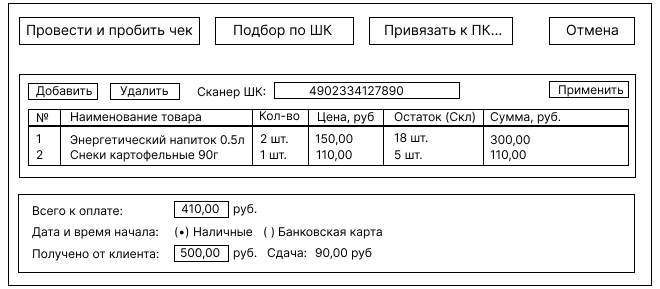 Провести и пробить чек Подбор по ШК Привязать к ПК... Отмена
Добавить Удалить Сканер ШК: 4902334127890 Применить
№ Наименование товара Кол-во Цена, руб Остаток (Скл) Сумма, руб.
1 Энергетический напиток 0.5л 2 шт. 150,00 18 шт. 300,00
2 Снеки картофельные 90г 1 шт. 110,00 5 шт. 110,00
Всего к оплате: 410,00 руб.
Дата и время начала: (•) Наличные ( ) Банковская карта
Получено от клиента: 500,00 руб. Сдача: 90,00 руб